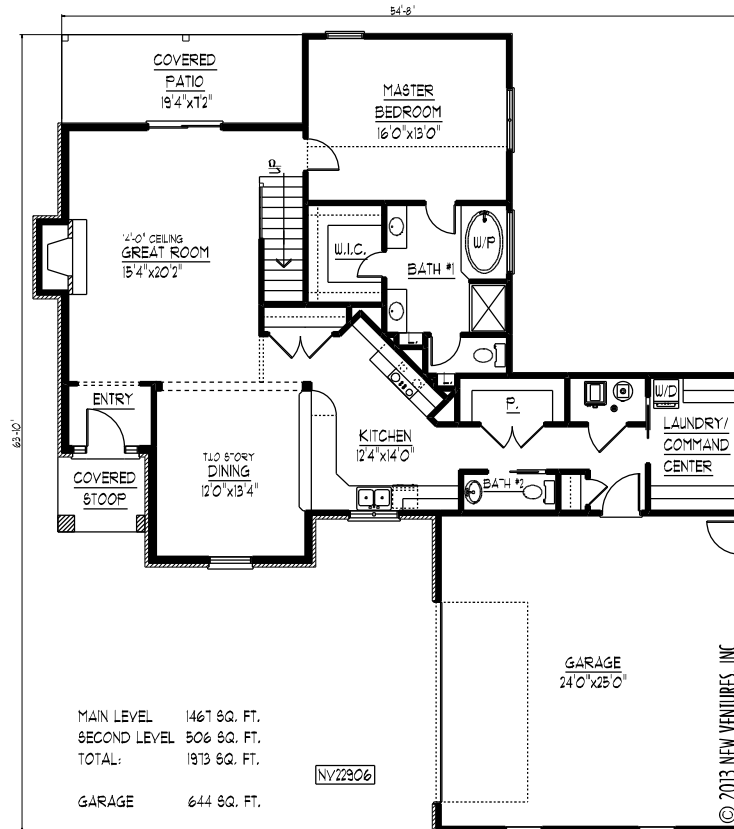 54'-8"
COVERED
PATIO
19'4"x7'2"
MASTER
BEDROOM
16'0"x13'0"
UP
'4'-0" CEILING
GREAT ROOM
15'4"x20'2"
W.I.C.
BATH #1
W/P
63'-10"
ENTRY
KITCHEN
12'4"x14'0"
P.
W/D
LAUNDRY/
COMMAND
CENTER
TWO STORY
DINING
12'0"x13'4"
COVERED
STOOP
BATH #2
GARAGE
24'0"x25'0"
MAIN LEVEL 1467 SQ. FT.
SECOND LEVEL 506 SQ. FT.
TOTAL: 1973 SQ. FT.
GARAGE 644 SQ. FT.
NV22906
© 2013 NEW VENTURES INC